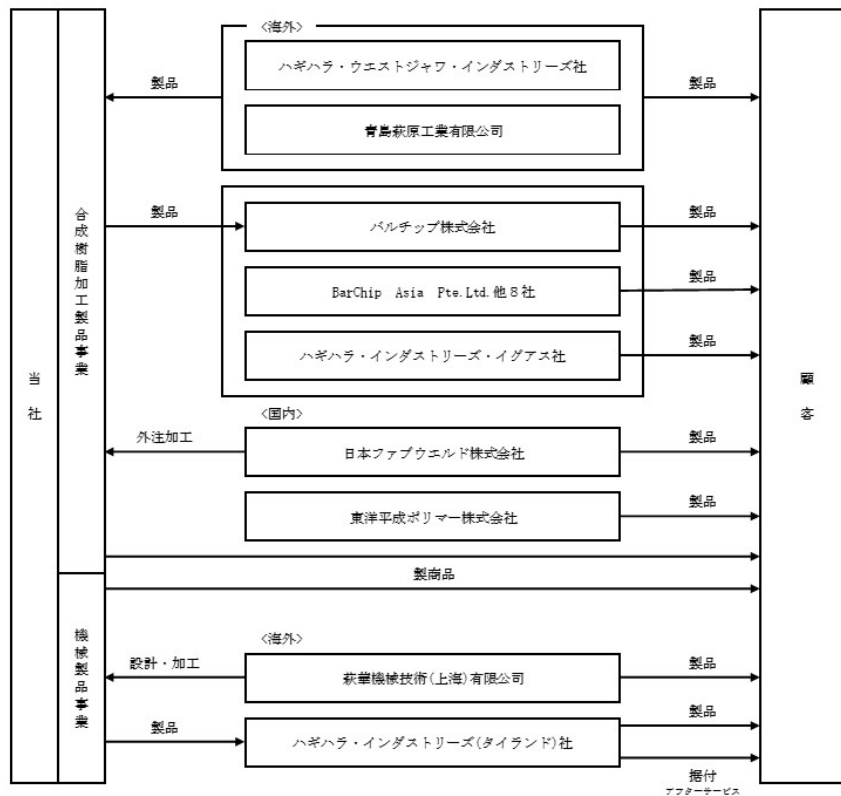 当社
合成樹脂加工製品事業
機械製品事業
顧客
<海外>
ハギハラ・ウエストジャワ・インダストリーズ社
製品
製品
青島萩原工業有限公司
製品
バルチップ株式会社
製品
BarChip Asia Pte.Ltd.他8社
製品
ハギハラ・インダストリーズ・イグアス社
製品
<国内>
外注加工
日本ファブウエルド株式会社
製品
東洋平成ポリマー株式会社
製品
製商品
<海外>
設計・加工
萩華機械技術(上海)有限公司
製品
製品
ハギハラ・インダストリーズ(タイランド)社
製品
据付
アフターサービス